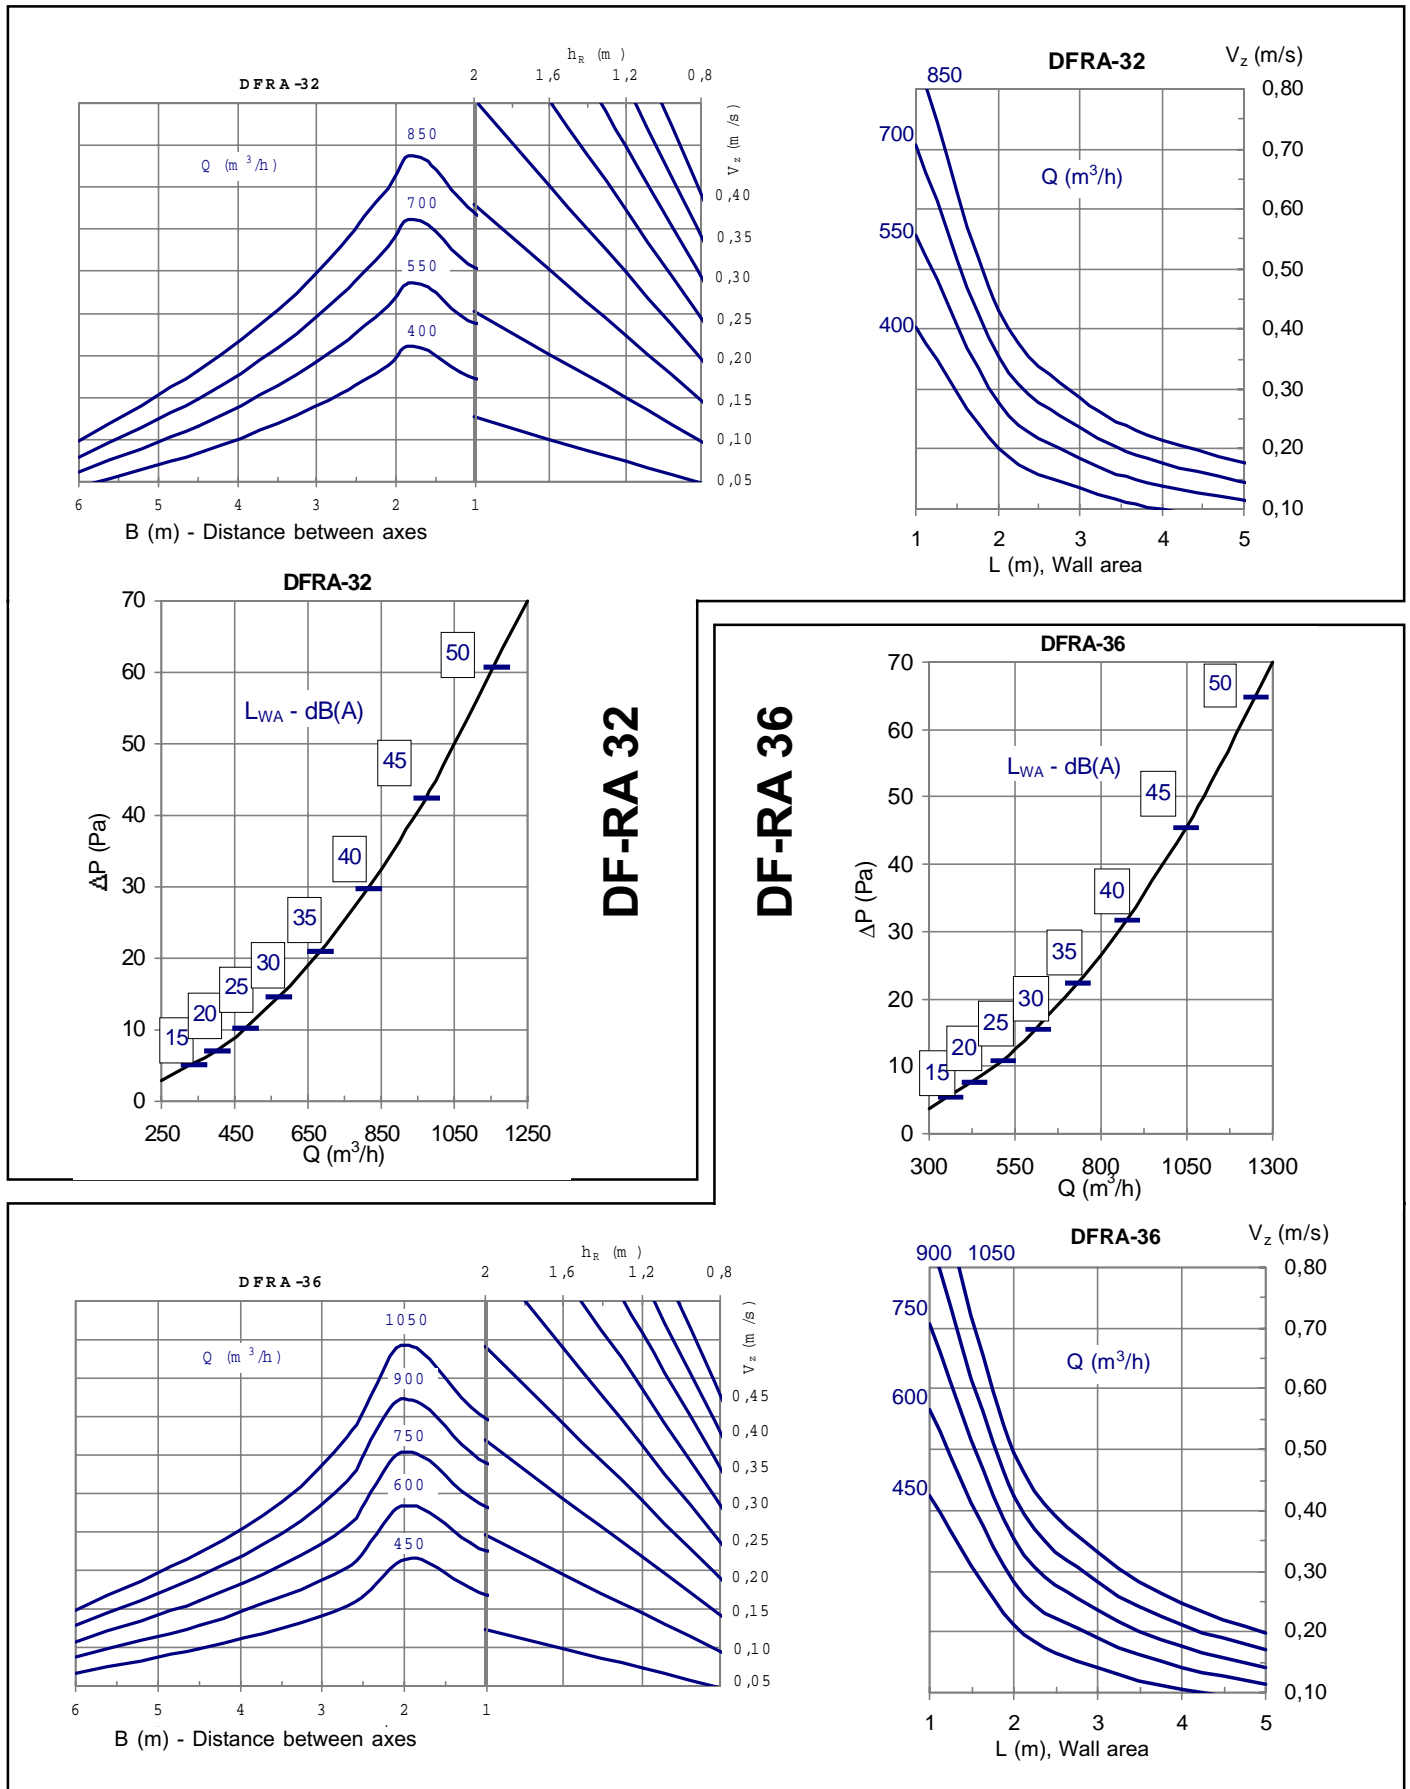 h_R (m)
DFRA-32
2 1,6 1,2 0,8
V_z (m/s)
Q (m³/h)
850
700
550
400
0,40
0,35
0,30
0,25
0,20
0,15
0,10
0,05
6 5 4 3 2 1
B (m) - Distance between axes
DFRA-32
V_z (m/s)
850
700
550
400
Q (m³/h)
0,80
0,70
0,60
0,50
0,40
0,30
0,20
0,10
1 2 3 4 5
L (m), Wall area
DFRA-32
70
60
50
40
30
20
10
0
ΔP (Pa)
L_WA - dB(A)
50
45
40
35
30
25
20
15
250 450 650 850 1050 1250
Q (m³/h)
DF-RA 32
DF-RA 36
DFRA-36
70
60
50
40
30
20
10
0
ΔP (Pa)
L_WA - dB(A)
50
45
40
35
30
25
20
15
300 550 800 1050 1300
Q (m³/h)
h_R (m)
DFRA-36
2 1,6 1,2 0,8
V_z (m/s)
Q (m³/h)
1050
900
750
600
450
0,45
0,40
0,35
0,30
0,25
0,20
0,15
0,10
0,05
6 5 4 3 2 1
B (m) - Distance between axes
DFRA-36
V_z (m/s)
900 1050
750
600
450
Q (m³/h)
0,80
0,70
0,60
0,50
0,40
0,30
0,20
0,10
1 2 3 4 5
L (m), Wall area